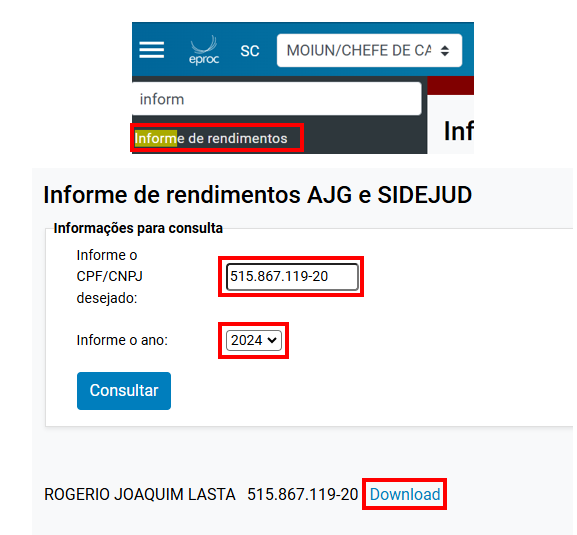 eproc SC MOIUN/CHEFE DE CA
inform
Informe de rendimentos
Inf
Informe de rendimentos AJG e SIDEJUD
Informações para consulta
Informe o
CPF/CNPJ
desejado:
515.867.119-20
Informe o ano:
2024
Consultar
ROGERIO JOAQUIM LASTA 515.867.119-20 Download